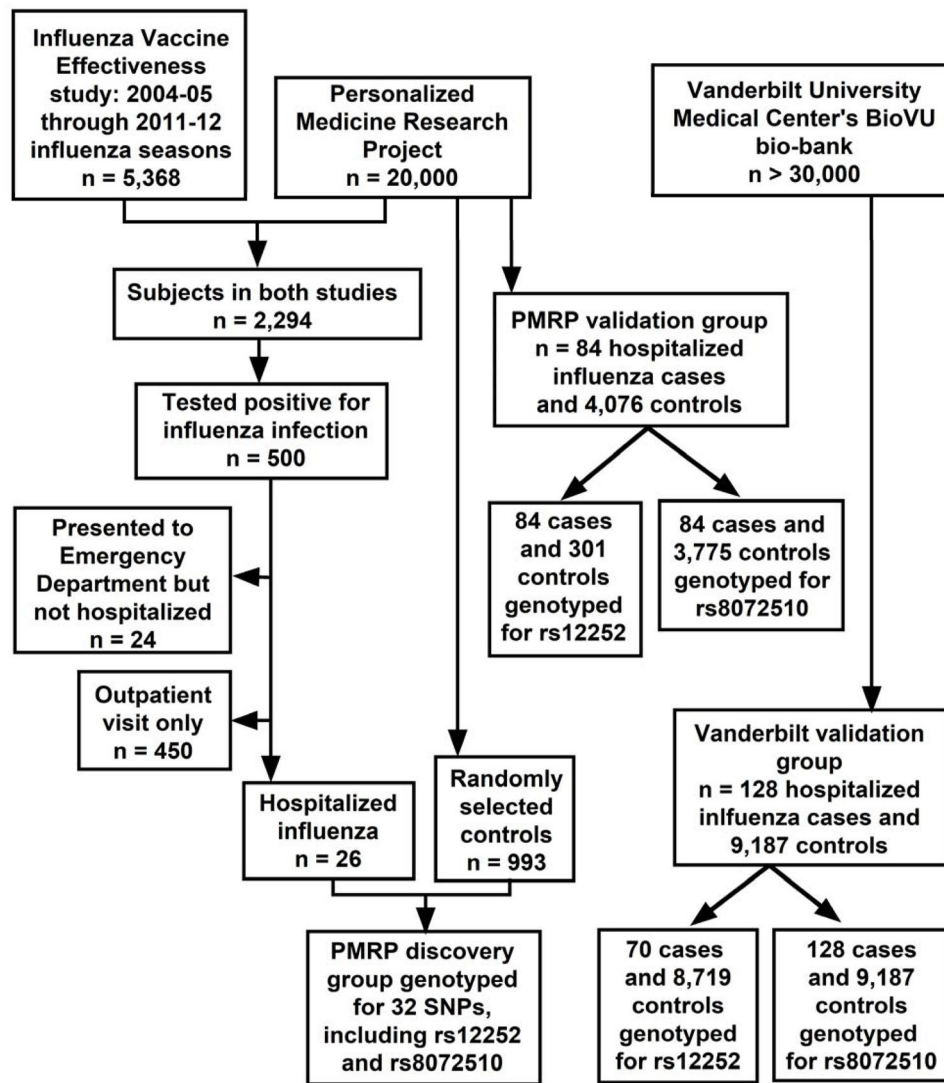 Influenza Vaccine
Effectiveness
study: 2004-05
through 2011-12
influenza seasons
n = 5,368
Personalized
Medicine Research
Project
n = 20,000
Vanderbilt University
Medical Center's BioVU
bio-bank
n > 30,000
Subjects in both studies
n = 2,294
PMRP validation group
n = 84 hospitalized
influenza cases
and 4,076 controls
Tested positive for
influenza infection
n = 500
84 cases
and 301
controls
genotyped
for rs12252
84 cases and
3,775 controls
genotyped for
rs8072510
Presented to
Emergency
Department but
not hospitalized
n = 24
Outpatient
visit only
n = 450
Vanderbilt validation
group
n = 128 hospitalized
inlfuenza cases and
9,187 controls
Hospitalized
influenza
n = 26
Randomly
selected
controls
n = 993
PMRP discovery
group genotyped
for 32 SNPs,
including rs12252
and rs8072510
70 cases
and 8,719
controls
genotyped
for rs12252
128 cases
and 9,187
controls
genotyped
for rs8072510